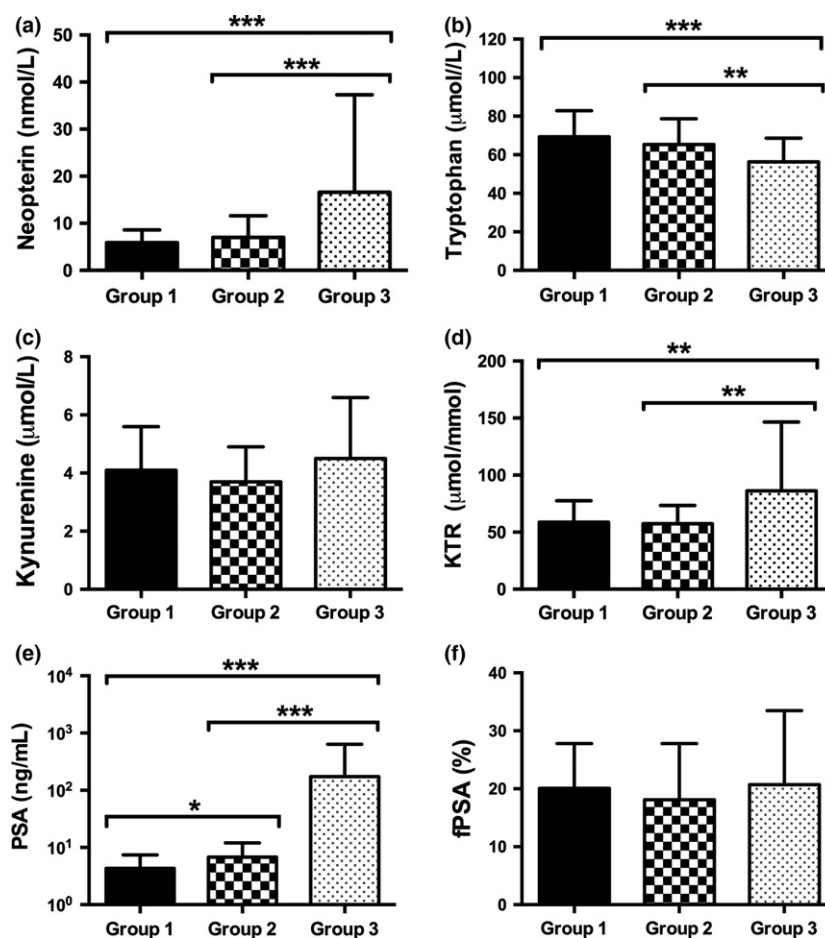 (a)
***
***
Neopterin (nmol/L)
50
40
30
20
10
0
Group 1 Group 2 Group 3
(b)
***
**
Tryptophan (μmol//L)
120
100
80
60
40
20
0
Group 1 Group 2 Group 3
(c)
Kynurenine (μmol/L)
8
6
4
2
0
Group 1 Group 2 Group 3
(d)
**
**
KTR (μmol/mmol)
200
150
100
50
0
Group 1 Group 2 Group 3
(e)
***
***
*
PSA (ng/mL)
10⁴
10³
10²
10¹
10⁰
Group 1 Group 2 Group 3
(f)
fPSA (%)
40
30
20
10
0
Group 1 Group 2 Group 3